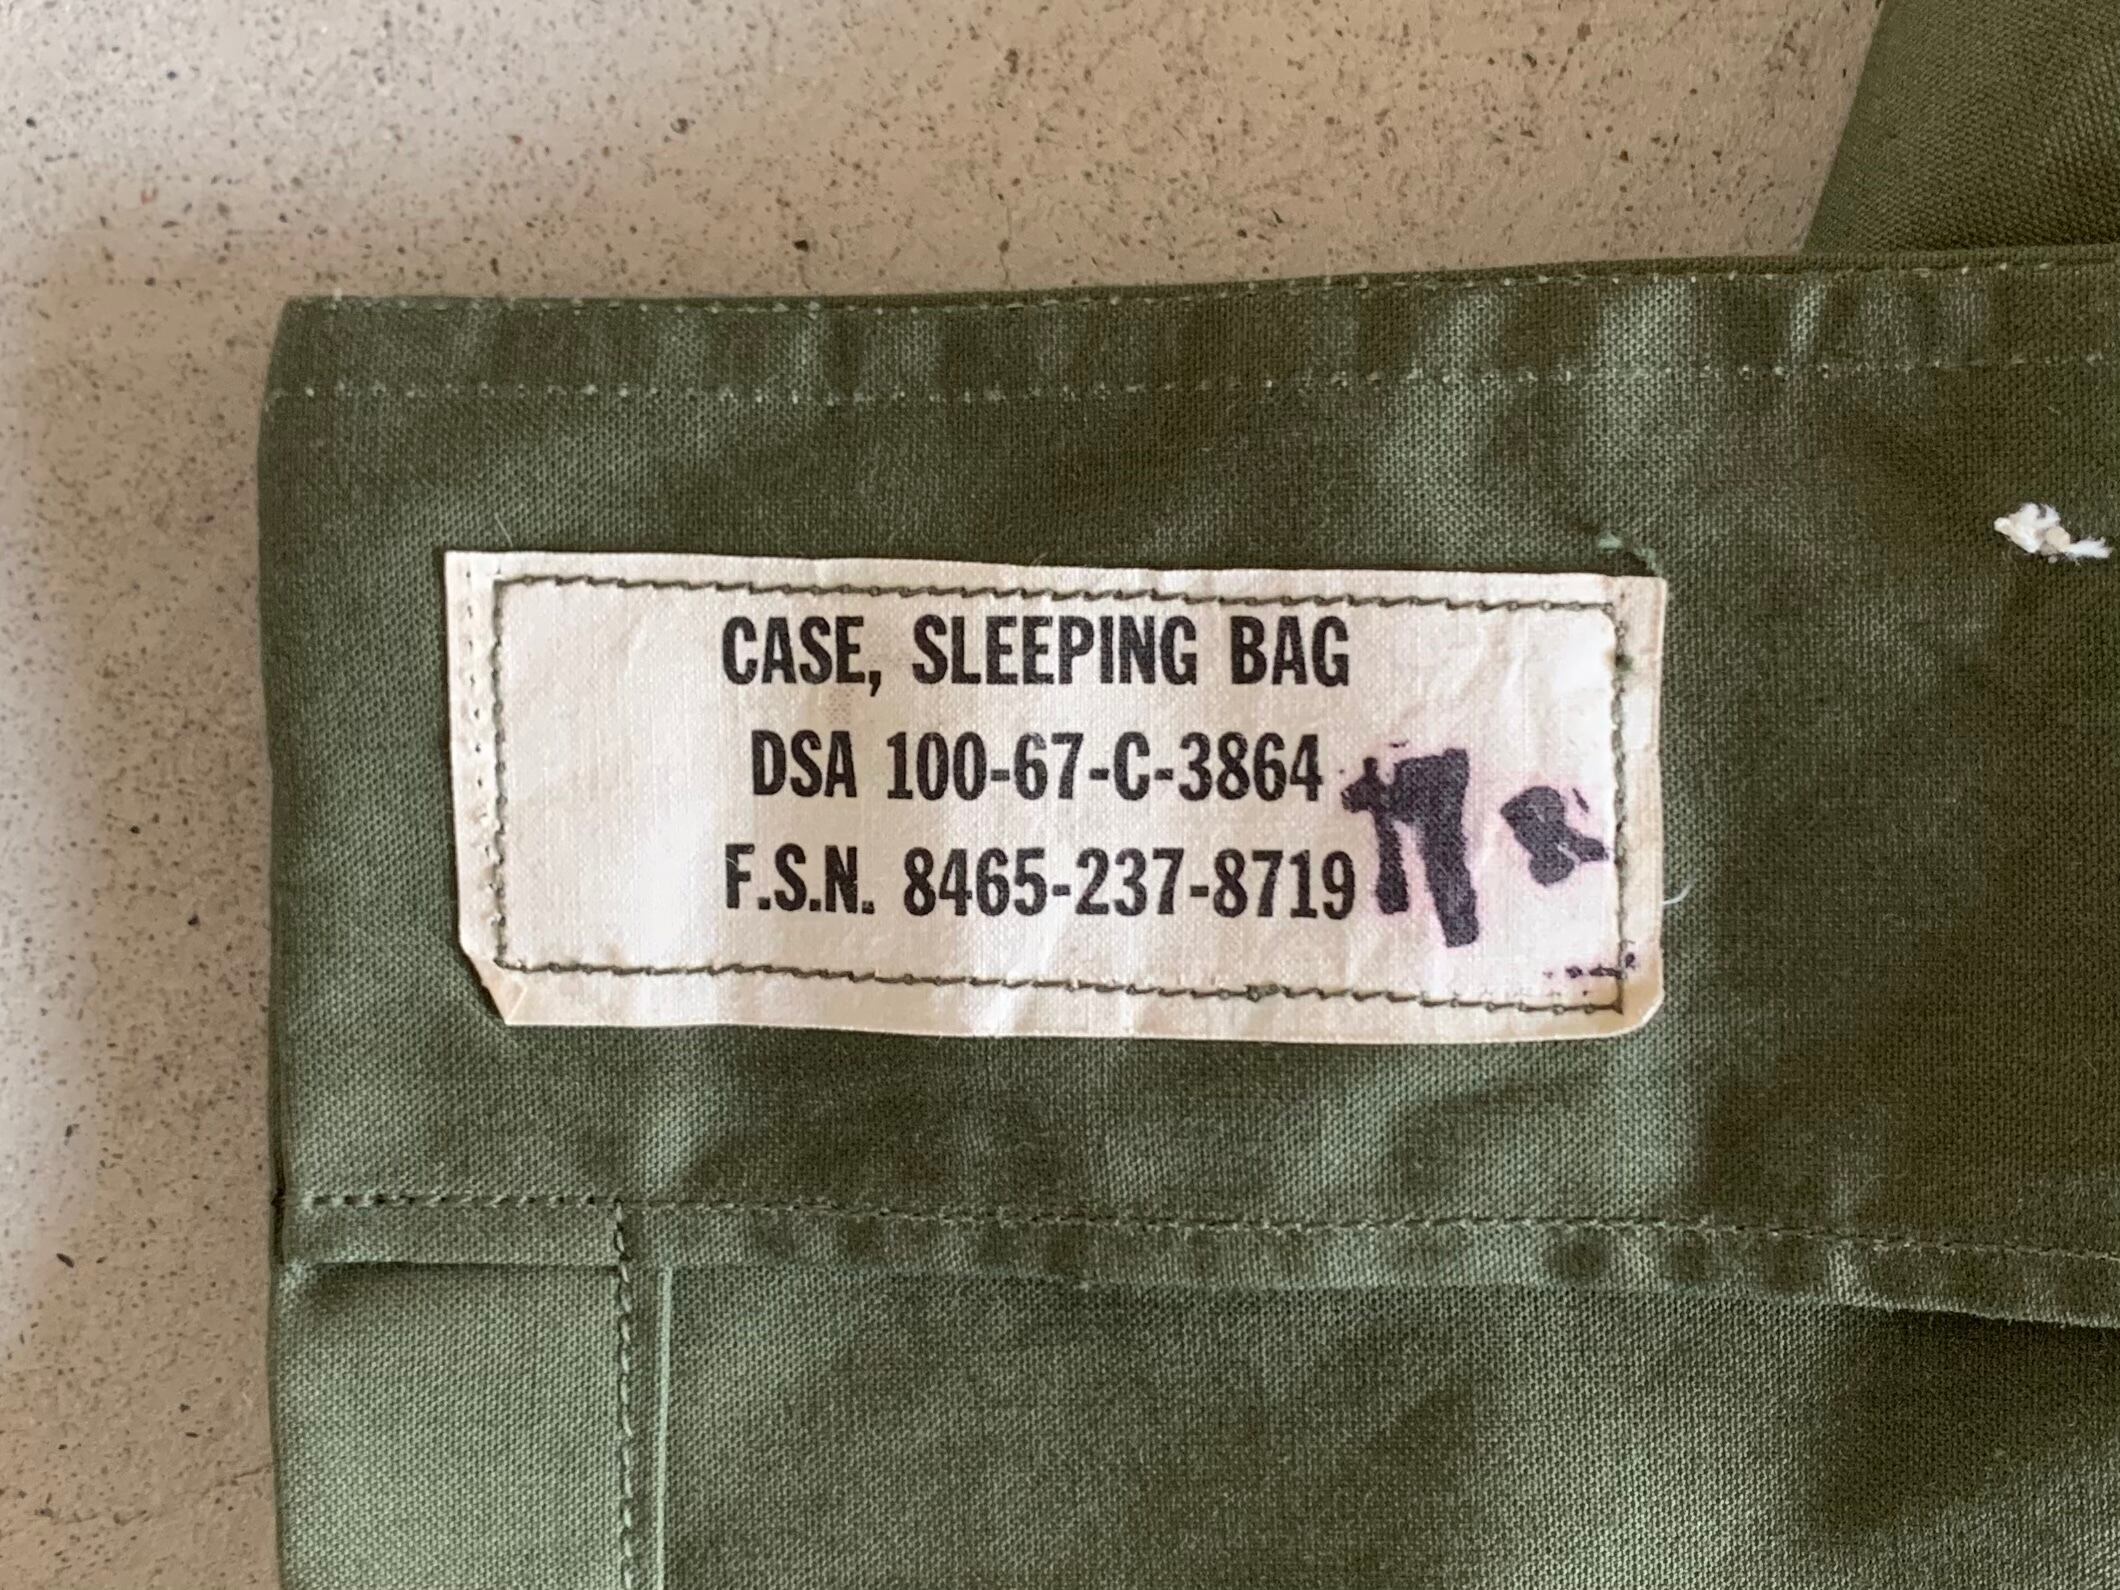 CASE, SLEEPING BAG
DSA 100-67-C-3864
F.S.N. 8465-237-8719